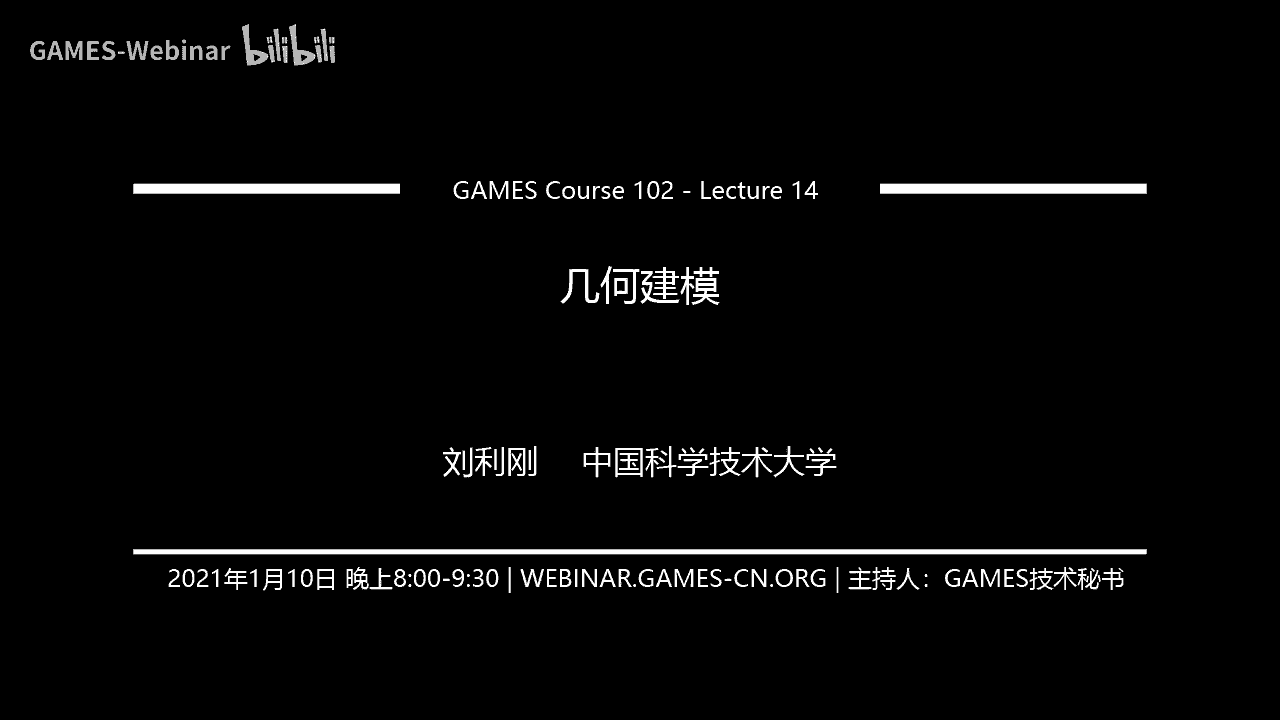 GAMES-Webinar bilibili
GAMES Course 102 - Lecture 14
几何建模
刘利刚 中国科学技术大学
2021年1月10日 晚上8:00-9:30 | WEBINAR.GAMES-CN.ORG | 主持人：GAMES技术秘书